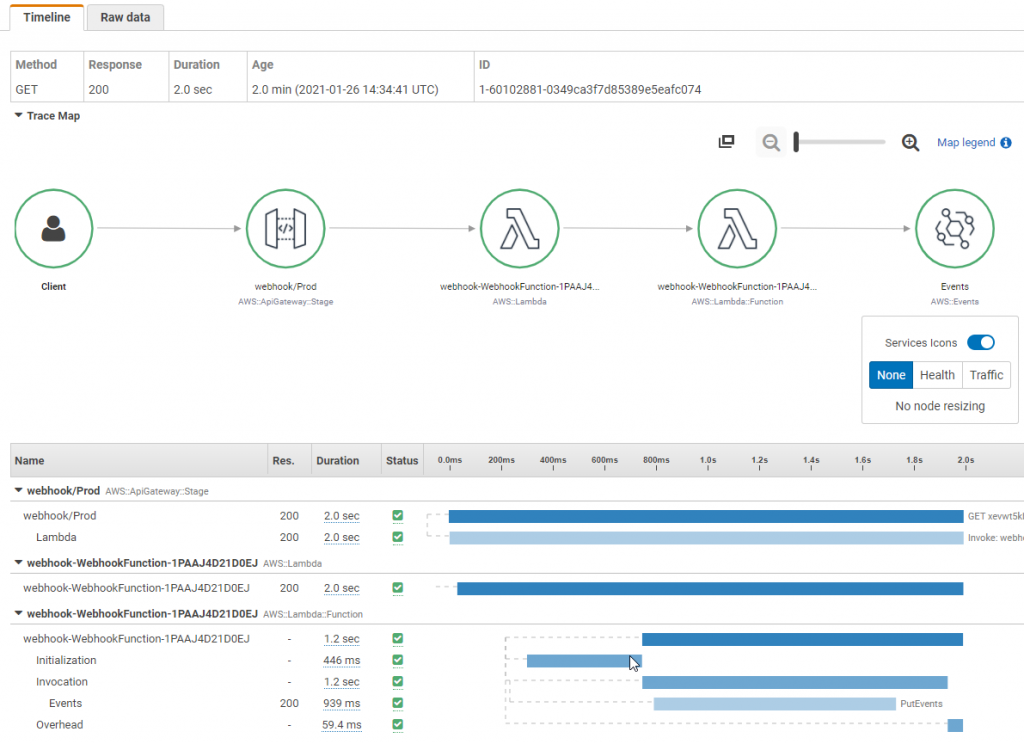 Timeline Raw data
Method Response Duration Age ID
GET 200 2.0 sec 2.0 min (2021-01-26 14:34:41 UTC) 1-60102881-0349ca3f7d85389e5eafc074
Trace Map
Map legend
Client webhook/Prod webhook-WebhookFunction-1PAAJ4... webhook-WebhookFunction-1PAAJ4... Events
AWS::ApiGateway::Stage AWS::Lambda AWS::Lambda::Function AWS::Events
Services Icons
None Health Traffic
No node resizing
Name Res. Duration Status 0.0ms 200ms 400ms 600ms 800ms 1.0s 1.2s 1.4s 1.6s 1.8s 2.0s
webhook/Prod AWS::ApiGateway::Stage
webhook/Prod 200 2.0 sec GET xevwt5kl
Lambda 200 2.0 sec Invoke: webho
webhook-WebhookFunction-1PAAJ4D21D0EJ AWS::Lambda
webhook-WebhookFunction-1PAAJ4D21D0EJ 200 2.0 sec
webhook-WebhookFunction-1PAAJ4D21D0EJ AWS::Lambda::Function
webhook-WebhookFunction-1PAAJ4D21D0EJ - 1.2 sec
Initialization - 446 ms
Invocation - 1.2 sec
Events 200 939 ms PutEvents
Overhead - 59.4 ms